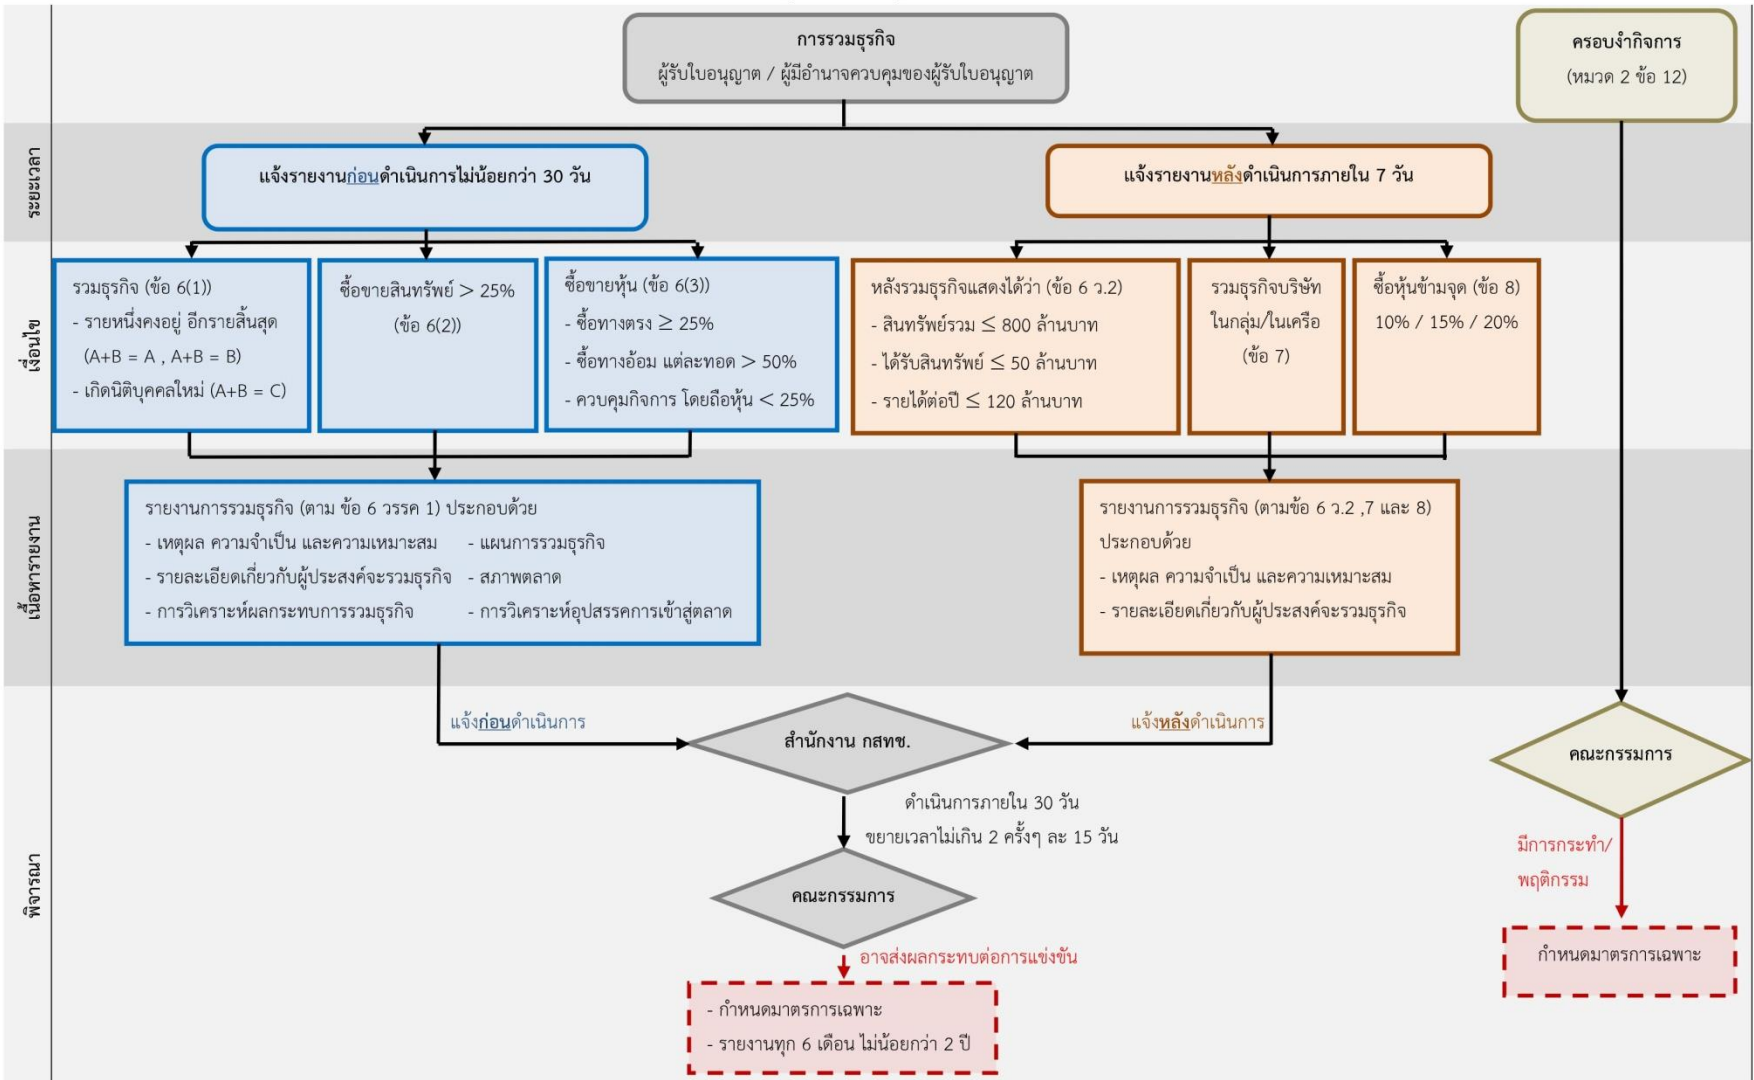 การรวมธุรกิจ
ผู้รับใบอนุญาต / ผู้มีอำนาจควบคุมของผู้รับใบอนุญาต
ครอบงำกิจการ
(หมวด 2 ข้อ 12)
ระยะเวลา
แจ้งรายงานก่อนดำเนินการไม่น้อยกว่า 30 วัน
แจ้งรายงานหลังดำเนินการภายใน 7 วัน
เงื่อนไข
รวมธุรกิจ (ข้อ 6(1))
- รายหนึ่งคงอยู่ อีกรายสิ้นสุด
(A+B = A , A+B = B)
- เกิดนิติบุคคลใหม่ (A+B = C)
ซื้อขายสินทรัพย์ > 25%
(ข้อ 6(2))
ซื้อขายหุ้น (ข้อ 6(3))
- ซื้อทางตรง ≥ 25%
- ซื้อทางอ้อม แต่ละทอด > 50%
- ควบคุมกิจการ โดยถือหุ้น < 25%
หลังรวมธุรกิจแสดงได้ว่า (ข้อ 6 ว.2)
- สินทรัพย์รวม ≤ 800 ล้านบาท
- ได้รับสินทรัพย์ ≤ 50 ล้านบาท
- รายได้ต่อปี ≤ 120 ล้านบาท
รวมธุรกิจบริษัท
ในกลุ่ม/ในเครือ
(ข้อ 7)
ซื้อหุ้นข้ามจุด (ข้อ 8)
10% / 15% / 20%
เนื้อหารายงาน
รายงานการรวมธุรกิจ (ตาม ข้อ 6 วรรค 1) ประกอบด้วย
- เหตุผล ความจำเป็น และความเหมาะสม - แผนการรวมธุรกิจ
- รายละเอียดเกี่ยวกับผู้ประสงค์จะรวมธุรกิจ - สภาพตลาด
- การวิเคราะห์ผลกระทบการรวมธุรกิจ - การวิเคราะห์อุปสรรคการเข้าสู่ตลาด
รายงานการรวมธุรกิจ (ตามข้อ 6 ว.2 ,7 และ 8)
ประกอบด้วย
- เหตุผล ความจำเป็น และความเหมาะสม
- รายละเอียดเกี่ยวกับผู้ประสงค์จะรวมธุรกิจ
พิจารณา
แจ้งก่อนดำเนินการ
สำนักงาน กสทช.
แจ้งหลังดำเนินการ
คณะกรรมการ
ดำเนินการภายใน 30 วัน
ขยายเวลาไม่เกิน 2 ครั้งๆ ละ 15 วัน
คณะกรรมการ
มีการกระทำ/
พฤติกรรม
อาจส่งผลกระทบต่อการแข่งขัน
กำหนดมาตรการเฉพาะ
- กำหนดมาตรการเฉพาะ
- รายงานทุก 6 เดือน ไม่น้อยกว่า 2 ปี